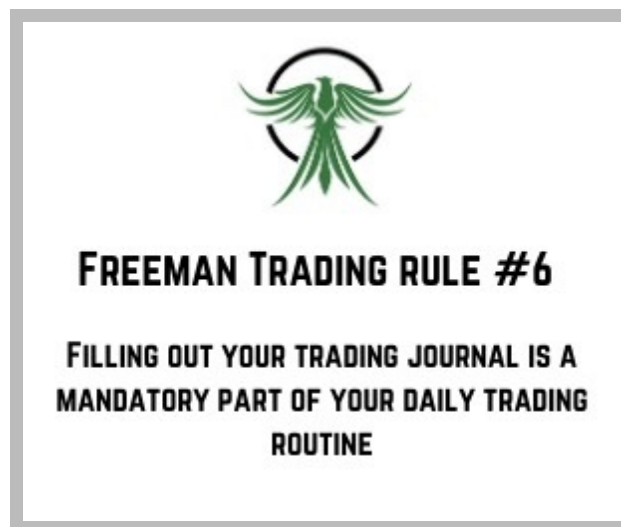 Freeman Trading rule #6
Filling out your trading journal is a
mandatory part of your daily trading
routine